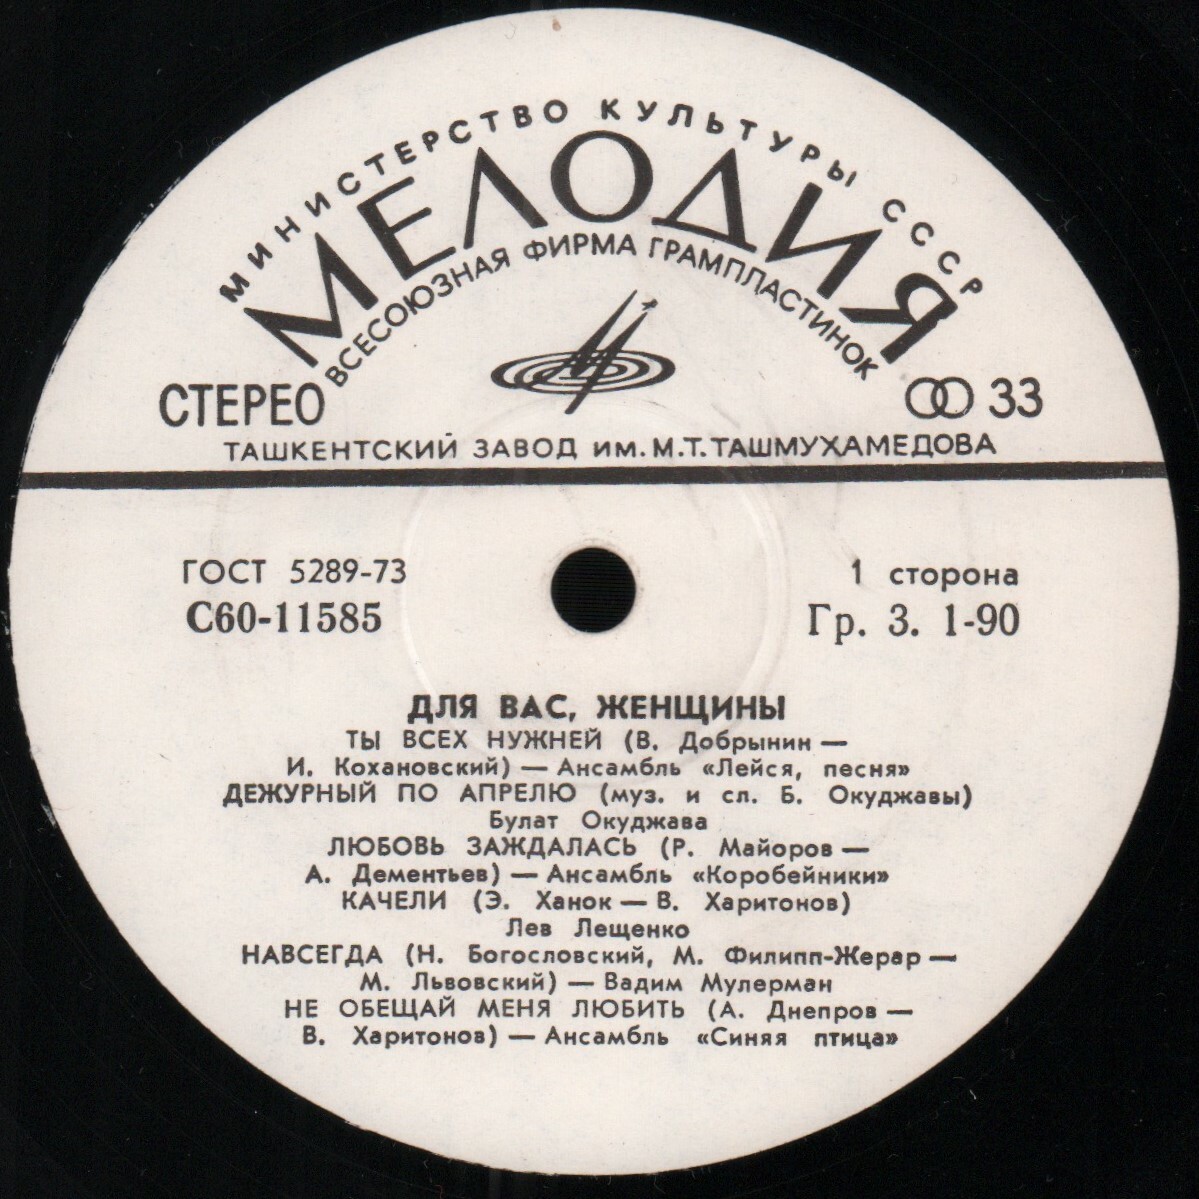 МИНИСТЕРСТВО КУЛЬТУРЫ СССР
МЕЛОДИЯ
ВСЕСОЮЗНАЯ ФИРМА ГРАМПЛАСТИНОК
СТЕРЕО 33
ТАШКЕНТСКИЙ ЗАВОД ИМ. М. Т. ТАШМУХАМЕДОВА
ГОСТ 5289-73 1 сторона
С60-11585 Гр. 3. 1-90
ДЛЯ ВАС, ЖЕНЩИНЫ
ТЫ ВСЕХ НУЖНЕЙ (В. Добрынин —
И. Кохановский) — Ансамбль «Лейся, песня»
ДЕЖУРНЫЙ ПО АПРЕЛЮ (муз. и сл. Б. Окуджавы)
Булат Окуджава
ЛЮБОВЬ ЗАЖДАЛАСЬ (Р. Майоров —
А. Дементьев) — Ансамбль «Коробейники»
КАЧЕЛИ (Э. Ханок — В. Харитонов)
Лев Лещенко
НАВСЕГДА (Н. Богословский, М. Филипп-Жерар —
М. Львовский) — Вадим Мулерман
НЕ ОБЕЩАЙ МЕНЯ ЛЮБИТЬ (А. Днепров —
В. Харитонов) — Ансамбль «Синяя птица»